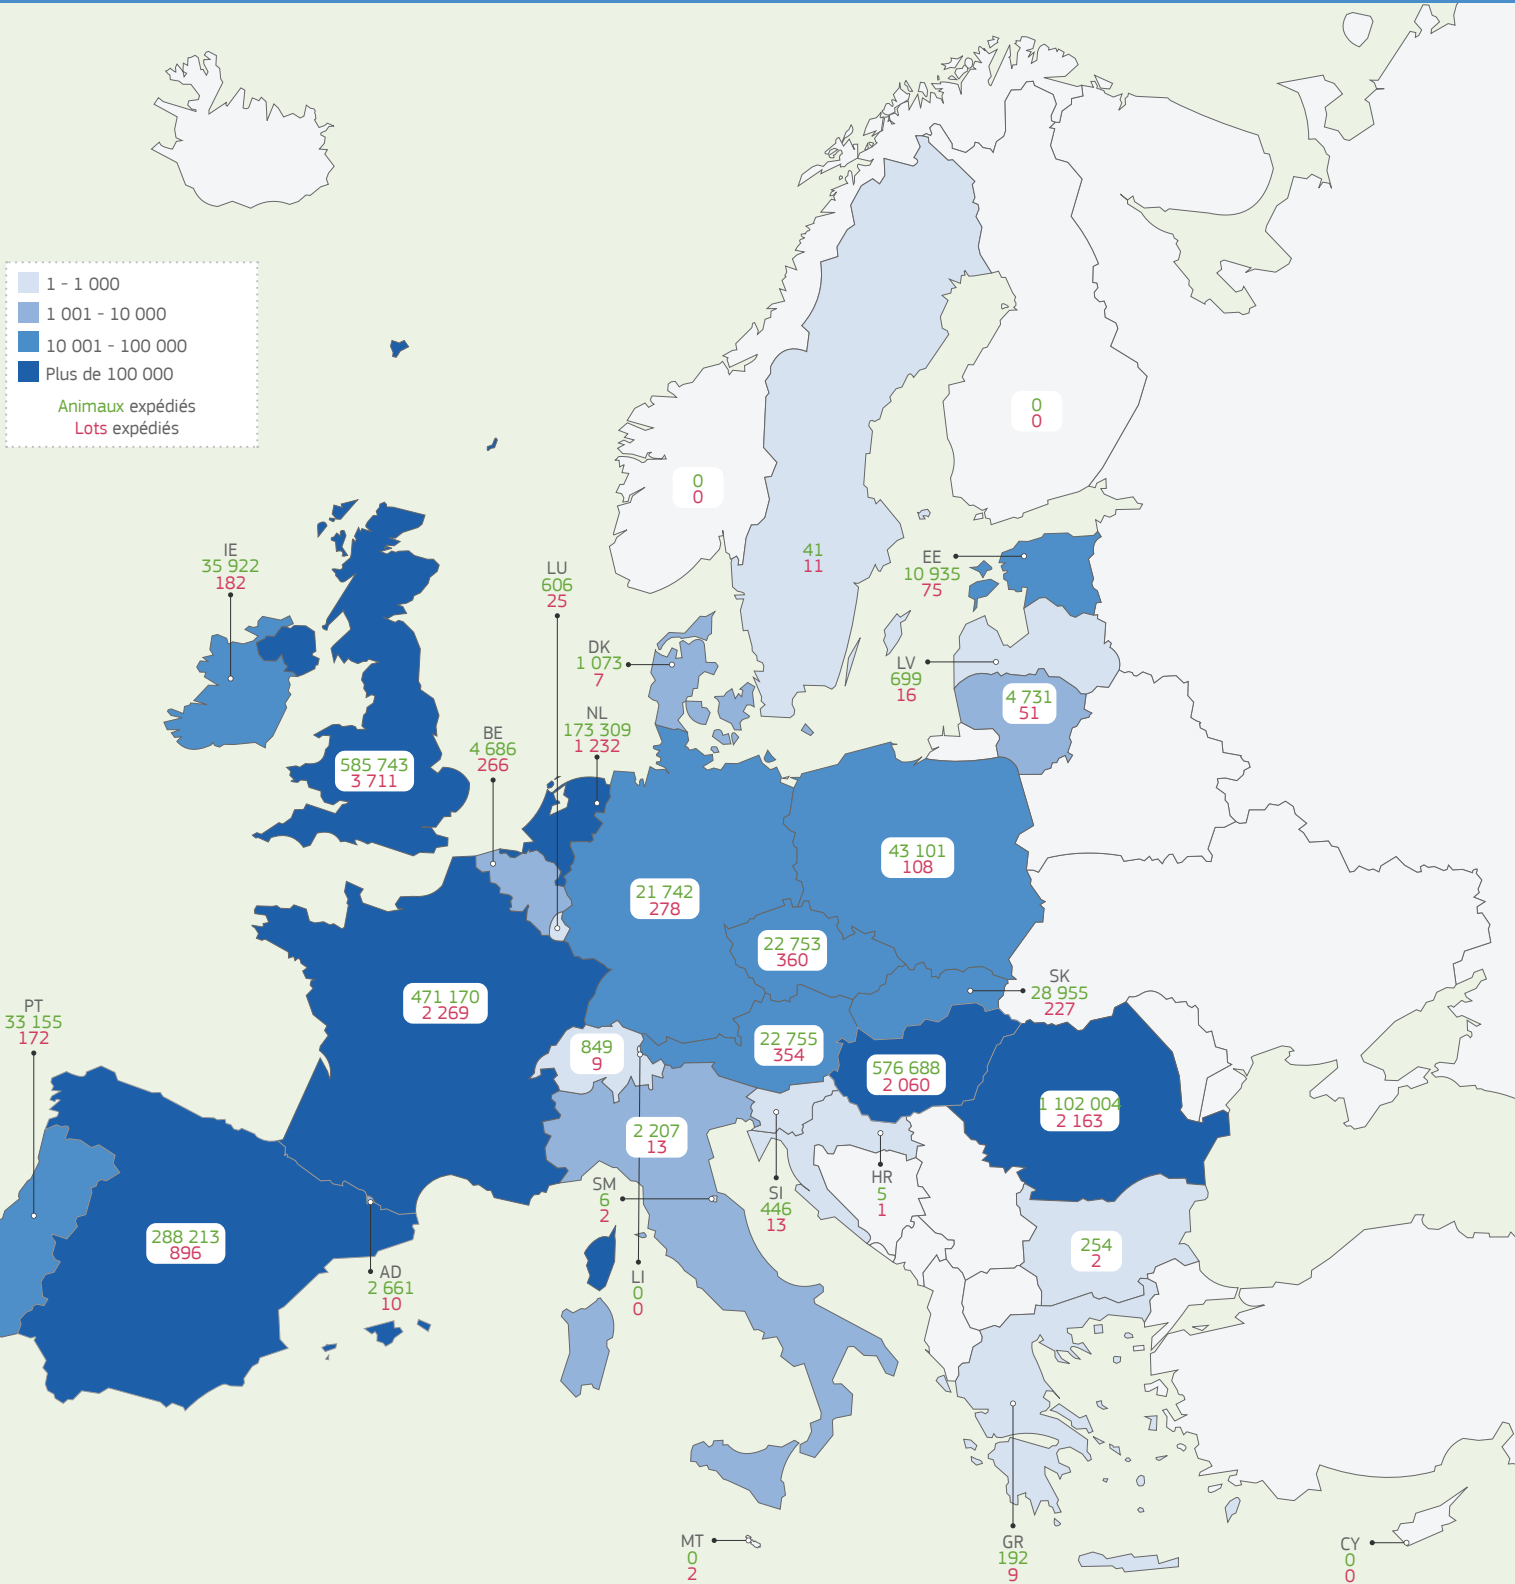 1 - 1 000
1 001 - 10 000
10 001 - 100 000
Plus de 100 000
Animaux expédiés
Lots expédiés
0
0
0
0
41
11
EE
10 935
75
IE
35 922
182
LU
606
25
DK
1 073
7
LV
699
16
4 731
51
NL
173 309
1 232
BE
4 686
266
585 743
3 711
43 101
108
21 742
278
22 753
360
SK
28 955
227
471 170
2 269
PT
33 155
172
849
9
22 755
354
576 688
2 060
1 102 004
2 163
2 207
13
SM
6
2
SI
446
13
HR
5
1
288 213
896
254
2
AD
2 661
10
LI
0
0
MT
0
2
GR
192
9
CY
0
0